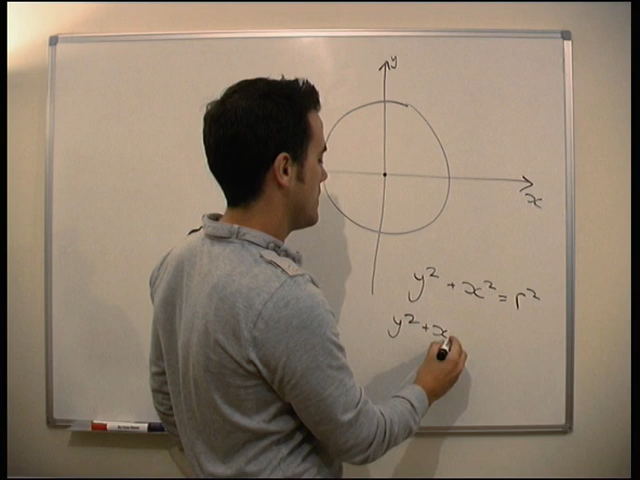 y
x
y² + x² = r²
y² + x